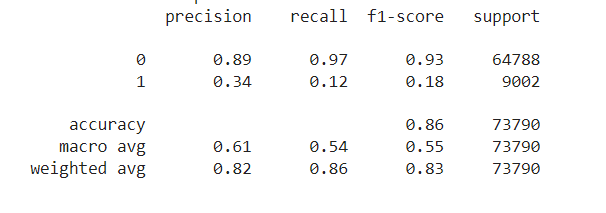 precision recall f1-score support
0 0.89 0.97 0.93 64788
1 0.34 0.12 0.18 9002
accuracy 0.86 73790
macro avg 0.61 0.54 0.55 73790
weighted avg 0.82 0.86 0.83 73790